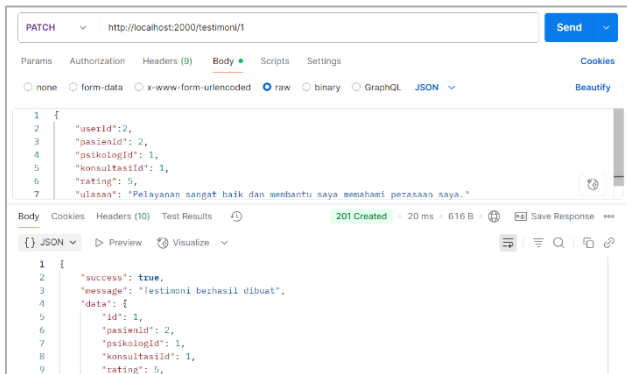 PATCH http://localhost:2000/testimoni/1 Send
Params Authorization Headers (9) Body Scripts Settings Cookies
none form-data x-www-form-urlencoded raw binary GraphQL JSON Beautify
1 {
2 "userId":2,
3 "pasienId": 2,
4 "psikologId": 1,
5 "konsultasiId": 1,
6 "rating": 5,
7 "ulasan": "Pelayanan sangat baik dan membantu saya memahami perasaan saya."
Body Cookies Headers (10) Test Results 201 Created 20 ms 616 B Save Response
{} JSON Preview Visualize
1 {
2 "success": true,
3 "message": "Testimoni berhasil dibuat",
4 "data": {
5 "id": 1,
6 "pasienId": 2,
7 "psikologId": 1,
8 "konsultasiId": 1,
9 "rating": 5,